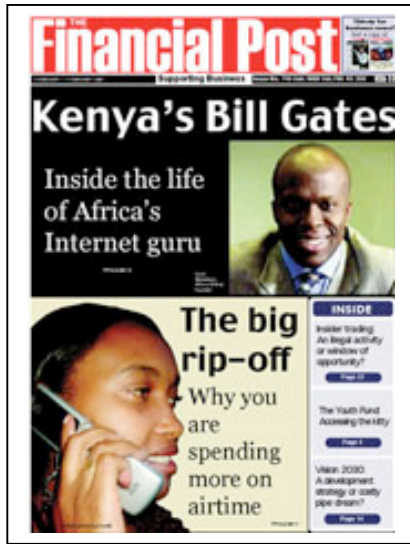 THE
Financial Post
Supporting Business
Kenya's Bill Gates
Inside the life
of Africa's
Internet guru
The big
rip-off
Why you
are
spending
more on
airtime
INSIDE
Insider trading:
An illegal activity
or window of
opportunity?
The Youth Fund
Accessing the kitty
Vision 2030:
A development
strategy or costly
pipe dream?